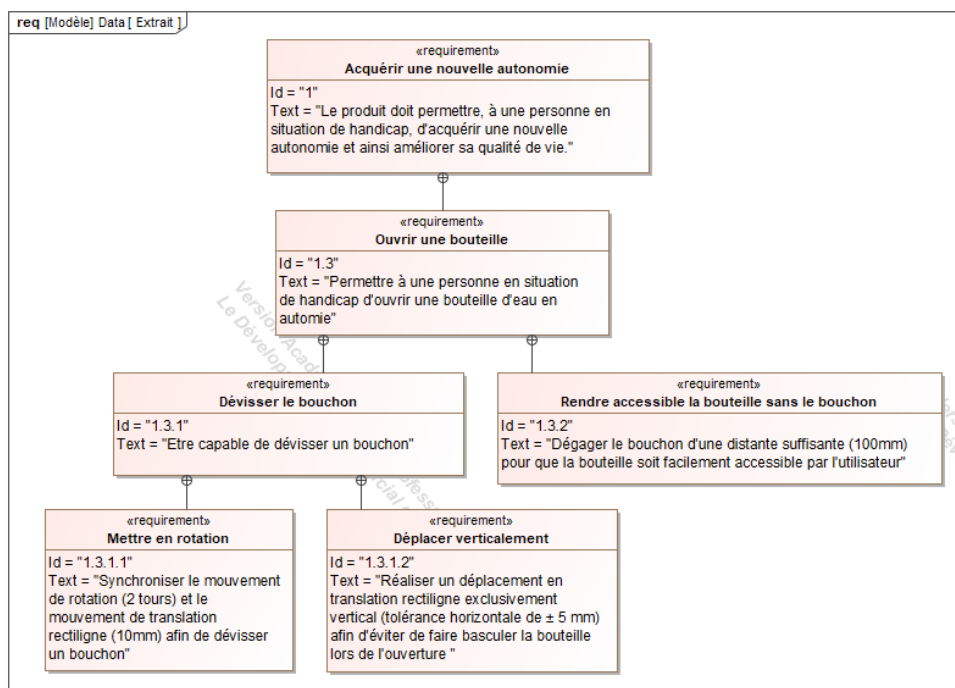 req [Modèle] Data [ Extrait ]
«requirement»
Acquérir une nouvelle autonomie
Id = "1"
Text = "Le produit doit permettre, à une personne en
situation de handicap, d'acquérir une nouvelle
autonomie et ainsi améliorer sa qualité de vie."
«requirement»
Ouvrir une bouteille
Id = "1.3"
Text = "Permettre à une personne en situation
de handicap d'ouvrir une bouteille d'eau en
automie"
«requirement»
Dévisser le bouchon
Id = "1.3.1"
Text = "Etre capable de dévisser un bouchon"
«requirement»
Rendre accessible la bouteille sans le bouchon
Id = "1.3.2"
Text = "Dégager le bouchon d'une distante suffisante (100mm)
pour que la bouteille soit facilement accessible par l'utilisateur"
«requirement»
Mettre en rotation
Id = "1.3.1.1"
Text = "Synchroniser le mouvement
de rotation (2 tours) et le
mouvement de translation
rectiligne (10mm) afin de dévisser
un bouchon"
«requirement»
Déplacer verticalement
Id = "1.3.1.2"
Text = "Réaliser un déplacement en
translation rectiligne exclusivement
vertical (tolérance horizontale de ± 5 mm)
afin d'éviter de faire basculer la bouteille
lors de l'ouverture "